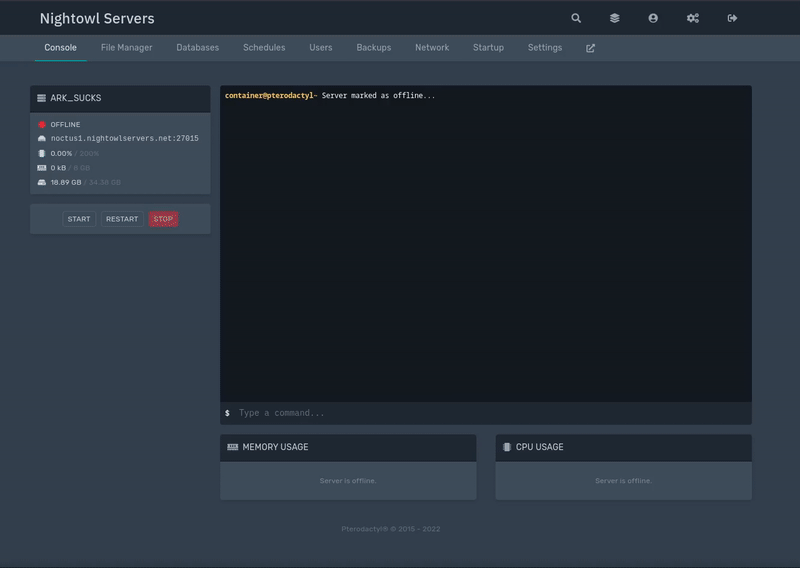 Nightowl Servers
Console File Manager Databases Schedules Users Backups Network Startup Settings
ARK_SUCKS
OFFLINE
noctus1.nightowlservers.net:27015
0.00% / 200%
0 kB / 8 GB
18.89 GB / 34.38 GB
START RESTART STOP
container@pterodactyl~ Server marked as offline...
$ Type a command...
MEMORY USAGE
Server is offline.
CPU USAGE
Server is offline.
Pterodactyl® © 2015 - 2022